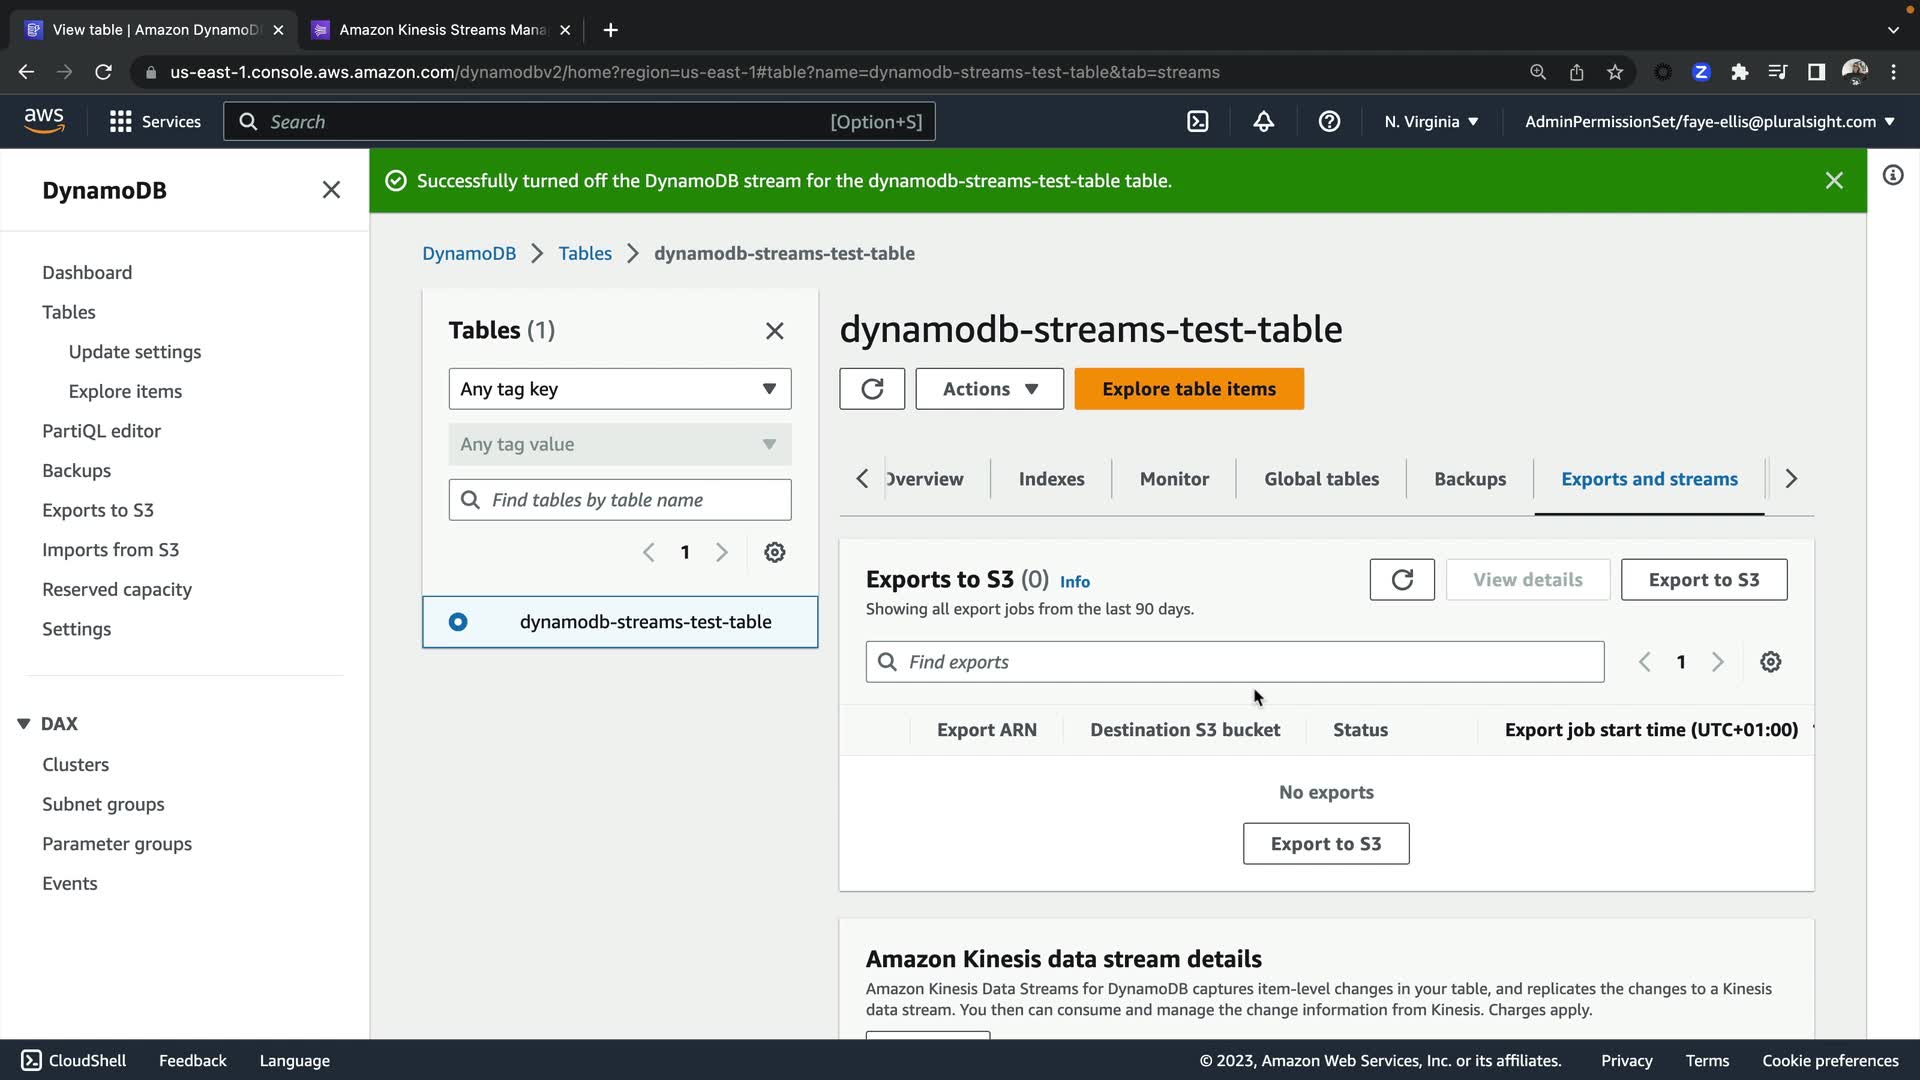 View table | Amazon DynamoD
Amazon Kinesis Streams Mana
us-east-1.console.aws.amazon.com/dynamodbv2/home?region=us-east-1#table?name=dynamodb-streams-test-table&tab=streams
Z
aws
Services
Search
[Option+S]
N. Virginia
AdminPermissionSet/faye-ellis@pluralsight.com
DynamoDB
Successfully turned off the DynamoDB stream for the dynamodb-streams-test-table table.
Dashboard
Tables
Update settings
Explore items
PartiQL editor
Backups
Exports to S3
Imports from S3
Reserved capacity
Settings
DAX
Clusters
Subnet groups
Parameter groups
Events
DynamoDB
Tables
dynamodb-streams-test-table
Tables (1)
Any tag key
Any tag value
Find tables by table name
1
dynamodb-streams-test-table
dynamodb-streams-test-table
Actions
Explore table items
Overview
Indexes
Monitor
Global tables
Backups
Exports and streams
Exports to S3 (0) Info
Showing all export jobs from the last 90 days.
View details
Export to S3
Find exports
1
Export ARN
Destination S3 bucket
Status
Export job start time (UTC+01:00)
No exports
Export to S3
Amazon Kinesis data stream details
Amazon Kinesis Data Streams for DynamoDB captures item-level changes in your table, and replicates the changes to a Kinesis
data stream. You then can consume and manage the change information from Kinesis. Charges apply.
CloudShell
Feedback
Language
© 2023, Amazon Web Services, Inc. or its affiliates.
Privacy
Terms
Cookie preferences